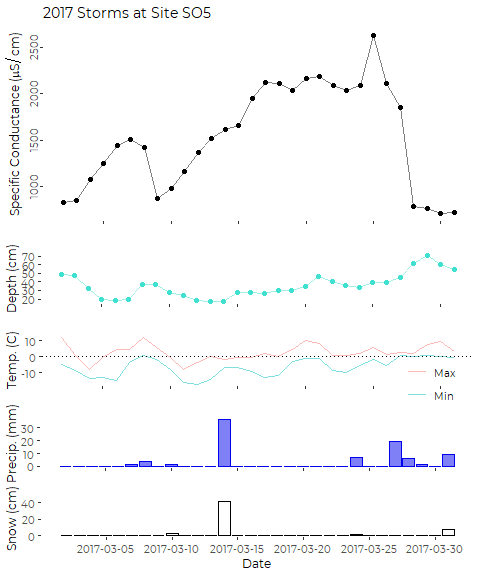 2017 Storms at Site SO5
Specific Conductance (µS/cm)
2500
2000
1500
1000
Depth (cm)
70
60
50
40
30
20
Temp. (C)
10
0
-10
Max
Min
Precip. (mm)
30
20
10
0
Snow (cm)
40
20
0
2017-03-05 2017-03-10 2017-03-15 2017-03-20 2017-03-25 2017-03-30
Date